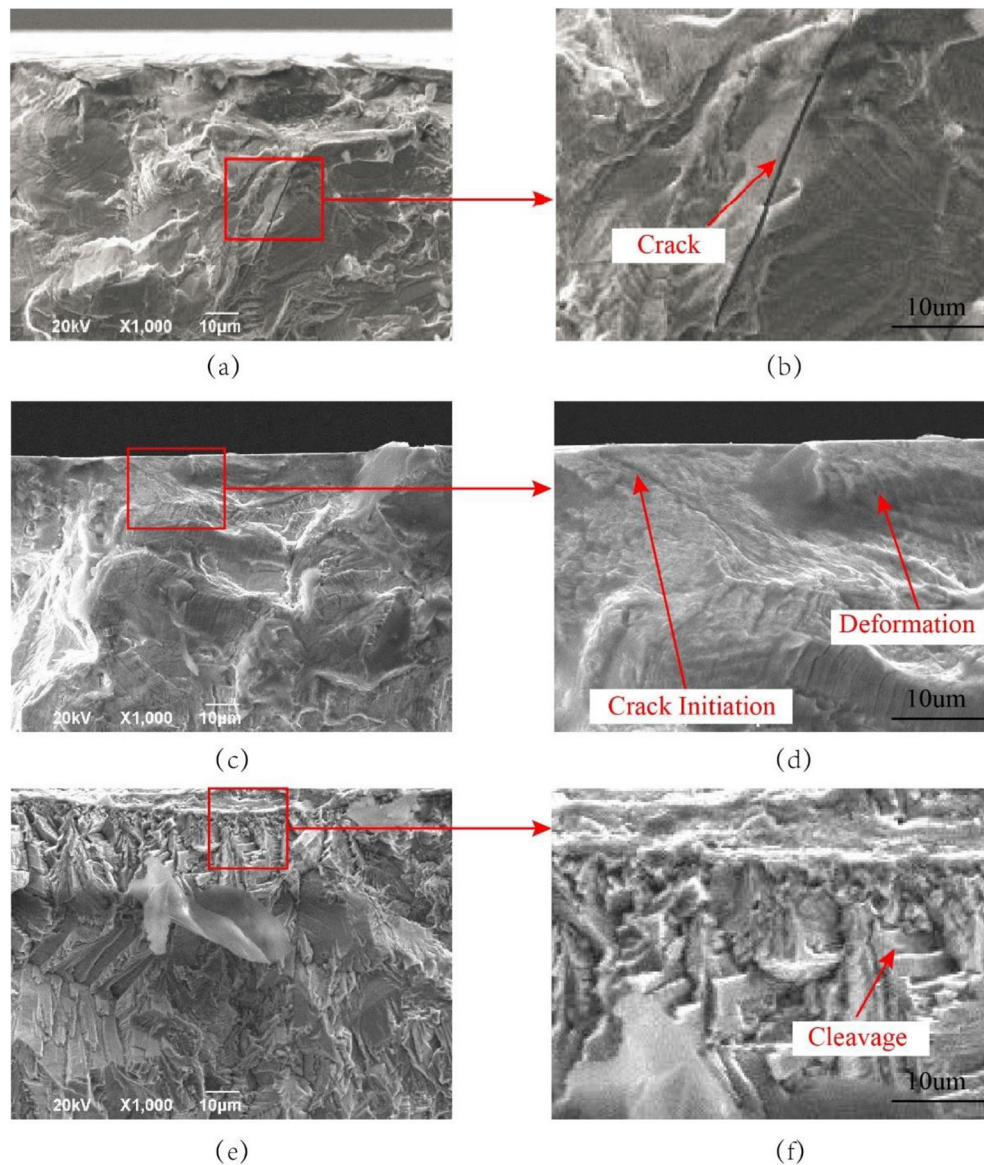 Crack
10um
20kV X1,000 10μm
(a)
(b)
Deformation
Crack Initiation
10um
20kV X1,000 10μm
(c)
(d)
Cleavage
10um
20kV X1,000 10μm
(e)
(f)